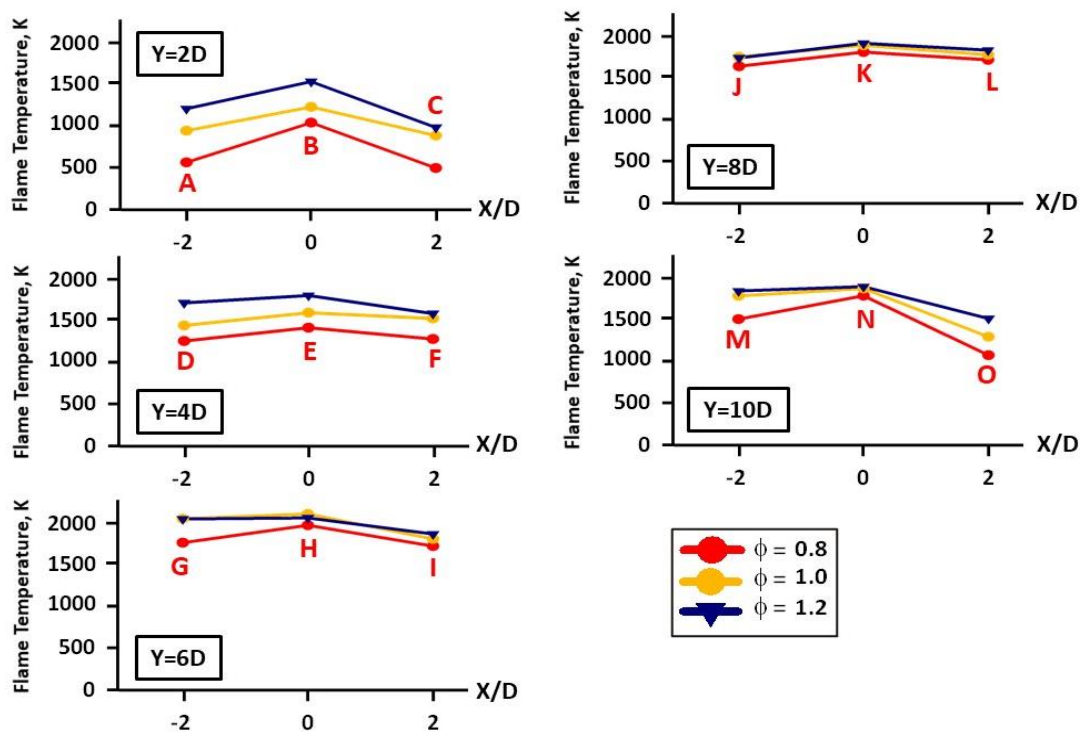 Flame Temperature, K
2000
1500
1000
500
0
Y=2D
A
B
C
X/D
-2 0 2
Flame Temperature, K
2000
1500
1000
500
0
Y=4D
D
E
F
X/D
-2 0 2
Flame Temperature, K
2000
1500
1000
500
0
Y=6D
G
H
I
X/D
-2 0 2
Flame Temperature, K
2000
1500
1000
500
0
Y=8D
J
K
L
X/D
-2 0 2
Flame Temperature, K
2000
1500
1000
500
0
Y=10D
M
N
O
X/D
-2 0 2
ϕ = 0.8
ϕ = 1.0
ϕ = 1.2